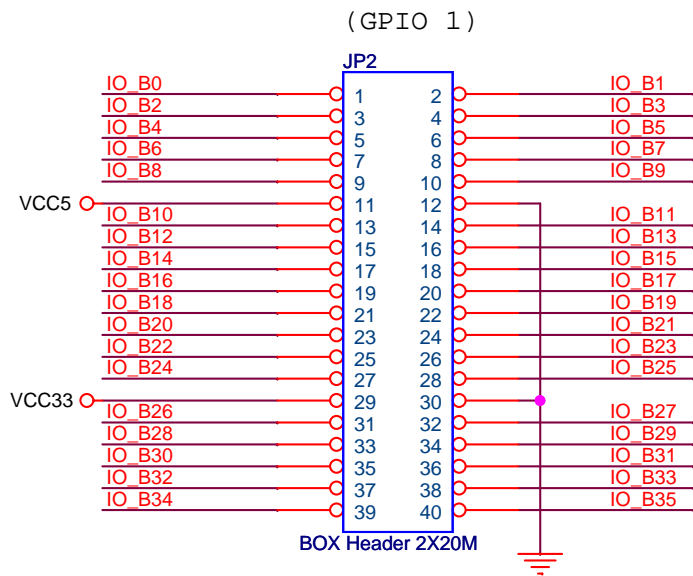 (GPIO 1)
JP2
IO_B0 1 2 IO_B1
IO_B2 3 4 IO_B3
IO_B4 5 6 IO_B5
IO_B6 7 8 IO_B7
IO_B8 9 10 IO_B9
VCC5 11 12
IO_B10 13 14 IO_B11
IO_B12 15 16 IO_B13
IO_B14 17 18 IO_B15
IO_B16 19 20 IO_B17
IO_B18 21 22 IO_B19
IO_B20 23 24 IO_B21
IO_B22 25 26 IO_B23
IO_B24 27 28 IO_B25
VCC33 29 30
IO_B26 31 32 IO_B27
IO_B28 33 34 IO_B29
IO_B30 35 36 IO_B31
IO_B32 37 38 IO_B33
IO_B34 39 40 IO_B35
BOX Header 2X20M